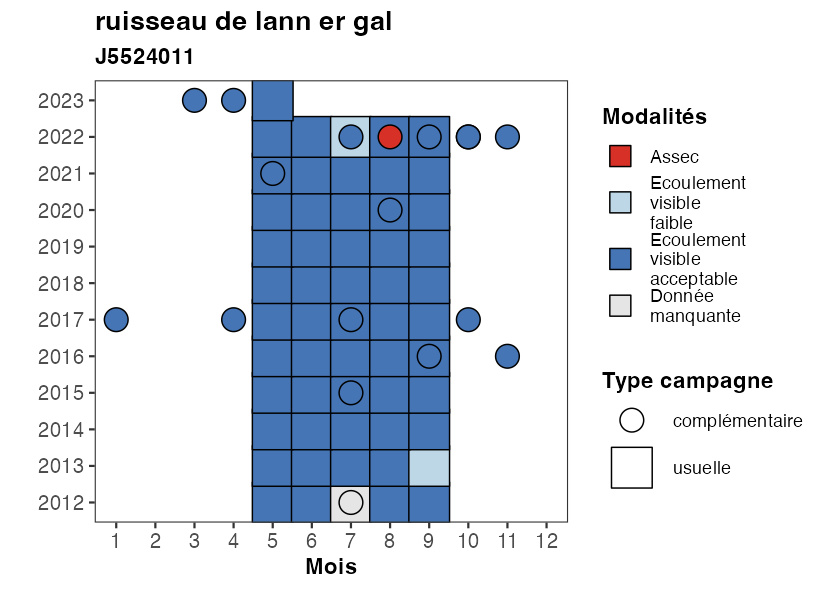 ruisseau de lann er gal
J5524011
2023
2022
2021
2020
2019
2018
2017
2016
2015
2014
2013
2012
1 2 3 4 5 6 7 8 9 10 11 12
Mois
Modalités
Assec
Ecoulement
visible
faible
Ecoulement
visible
acceptable
Donnée
manquante
Type campagne
complémentaire
usuelle